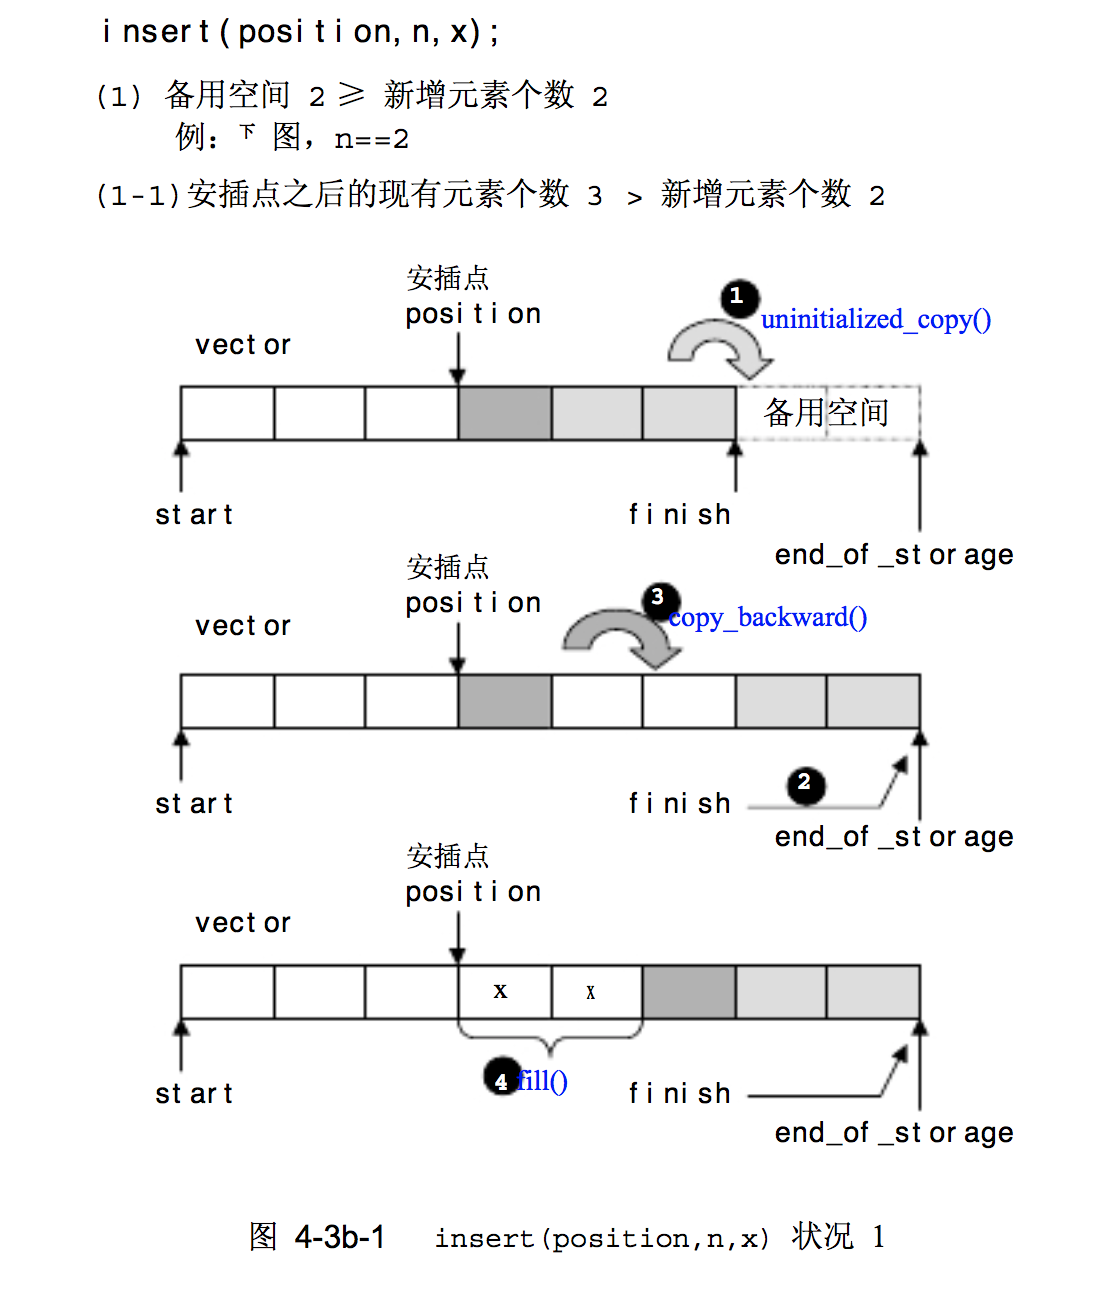 insert(position,n,x);
(1) 备用空间 2 ≥ 新增元素个数 2
例：下图，n==2
(1-1)安插点之后的现有元素个数 3 > 新增元素个数 2
安插点
position
vector
1
uninitialized_copy()
备用空间
start
finish
end_of_storage
安插点
position
vector
3
copy_backward()
start
finish
2
end_of_storage
安插点
position
vector
x
x
start
4
fill()
finish
end_of_storage
图 4-3b-1 insert(position,n,x) 状况 1